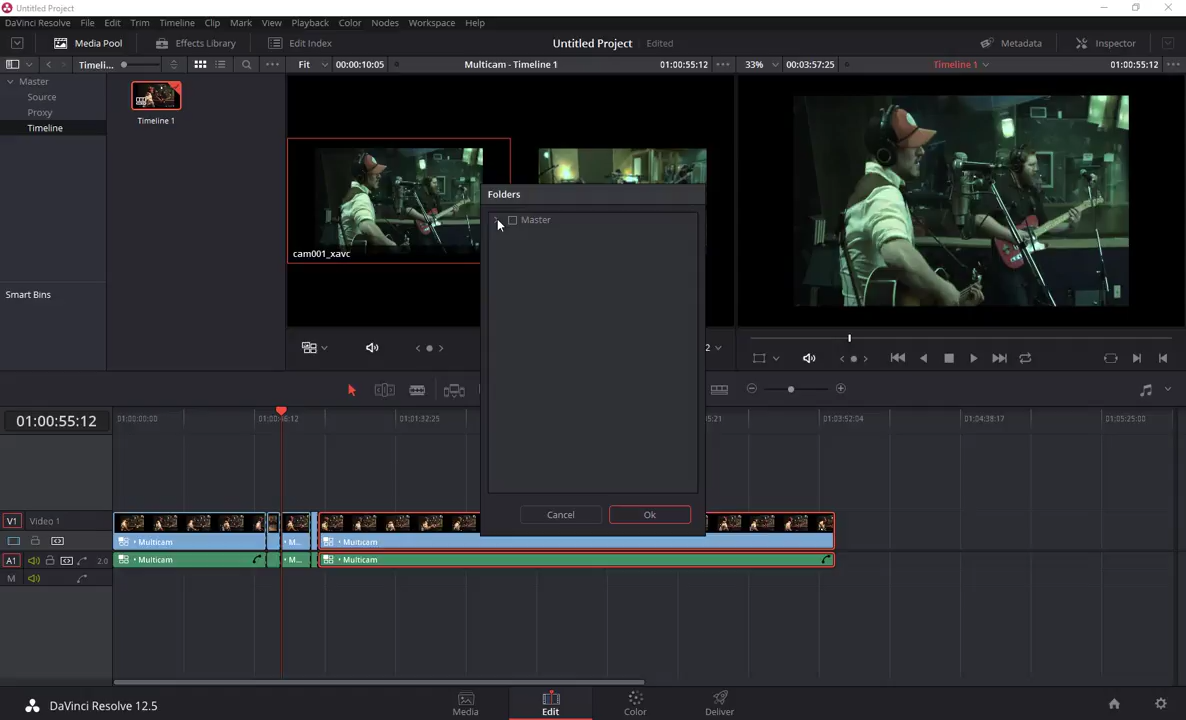 Untitled Project
DaVinci Resolve File Edit Trim Timeline Clip Mark View Playback Color Nodes Workspace Help
Media Pool Effects Library Edit Index Untitled Project Edited Metadata Inspector
Timeli... Fit 00:00:10:05 Multicam - Timeline 1 01:00:55:12 33% 00:03:57:25 Timeline 1 01:00:55:12
Master
Source
Proxy
Timeline
Timeline 1
Folders
Master
cam001_xavc
Smart Bins
2
01:00:55:12
01:00:00:00 01:01:32:25 5:21 01:03:52:04 01:04:38:17 01:05:25:00
Cancel Ok
V1 Video 1
• Multicam • M... • Multicam
A1 2.0 • Multicam • M... • Multicam
M
DaVinci Resolve 12.5
Media Edit Color Deliver